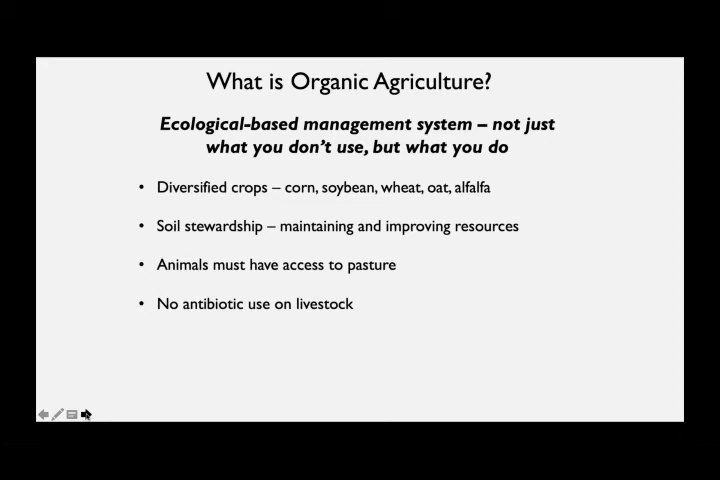 What is Organic Agriculture?
Ecological-based management system – not just
what you don't use, but what you do
• Diversified crops – corn, soybean, wheat, oat, alfalfa
• Soil stewardship – maintaining and improving resources
• Animals must have access to pasture
• No antibiotic use on livestock